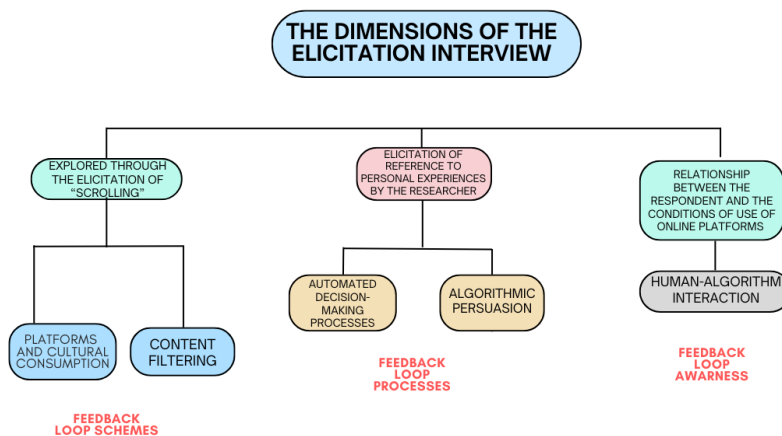 THE DIMENSIONS OF THE
ELICITATION INTERVIEW
EXPLORED THROUGH
THE ELICITATION OF
“SCROLLING”
ELICITATION OF
REFERENCE TO
PERSONAL EXPERIENCES
BY THE RESEARCHER
RELATIONSHIP
BETWEEN THE
RESPONDENT AND THE
CONDITIONS OF USE OF
ONLINE PLATFORMS
PLATFORMS
AND CULTURAL
CONSUMPTION
CONTENT
FILTERING
AUTOMATED
DECISION-
MAKING
PROCESSES
ALGORITHMIC
PERSUASION
HUMAN-ALGORITHM
INTERACTION
FEEDBACK
LOOP SCHEMES
FEEDBACK
LOOP
PROCESSES
FEEDBACK
LOOP
AWARNESS